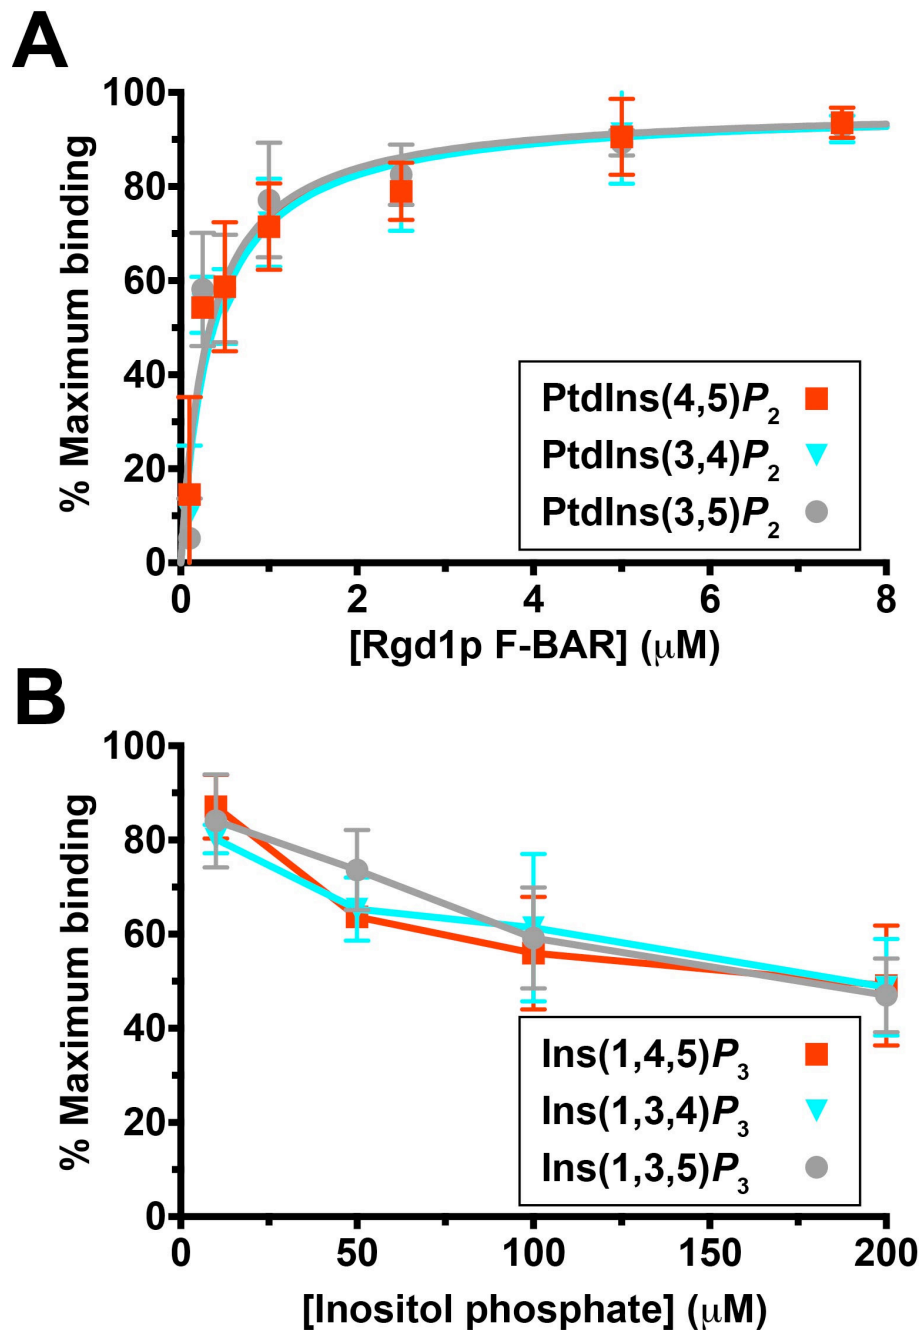 A
100
80
60
40
20
0
% Maximum binding
PtdIns(4,5)P2
PtdIns(3,4)P2
PtdIns(3,5)P2
0 2 4 6 8
[Rgd1p F-BAR] (μM)
B
100
80
60
40
20
0
% Maximum binding
Ins(1,4,5)P3
Ins(1,3,4)P3
Ins(1,3,5)P3
0 50 100 150 200
[Inositol phosphate] (μM)